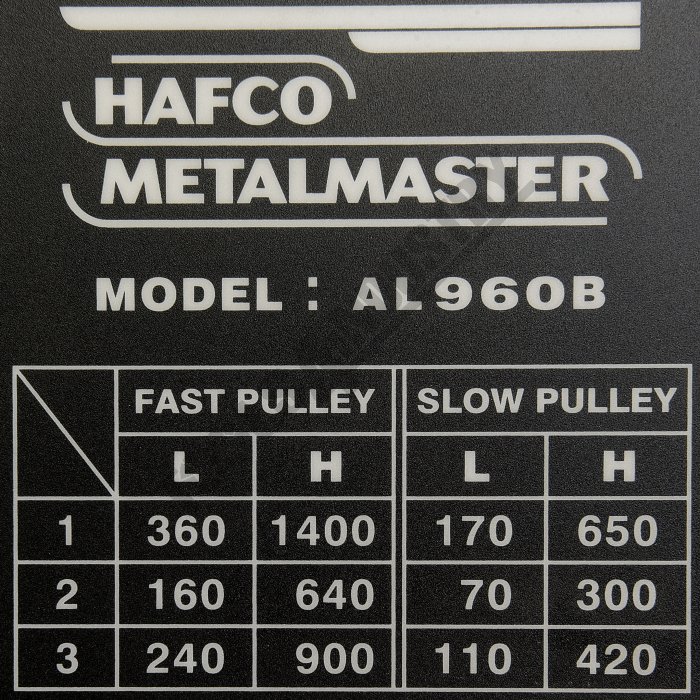 HAFCO
METALMASTER
MODEL : AL960B
FAST PULLEY SLOW PULLEY
L H L H
1 360 1400 170 650
2 160 640 70 300
3 240 900 110 420